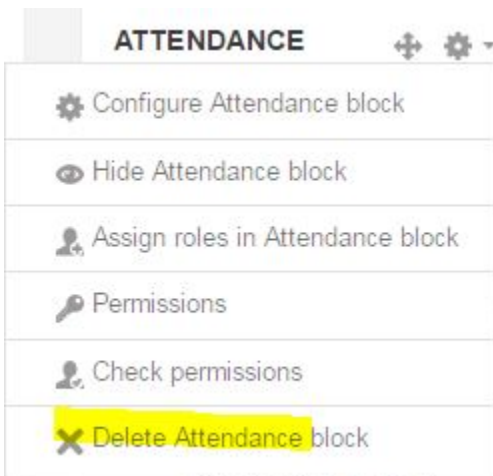 ATTENDANCE
Configure Attendance block
Hide Attendance block
Assign roles in Attendance block
Permissions
Check permissions
Delete Attendance block